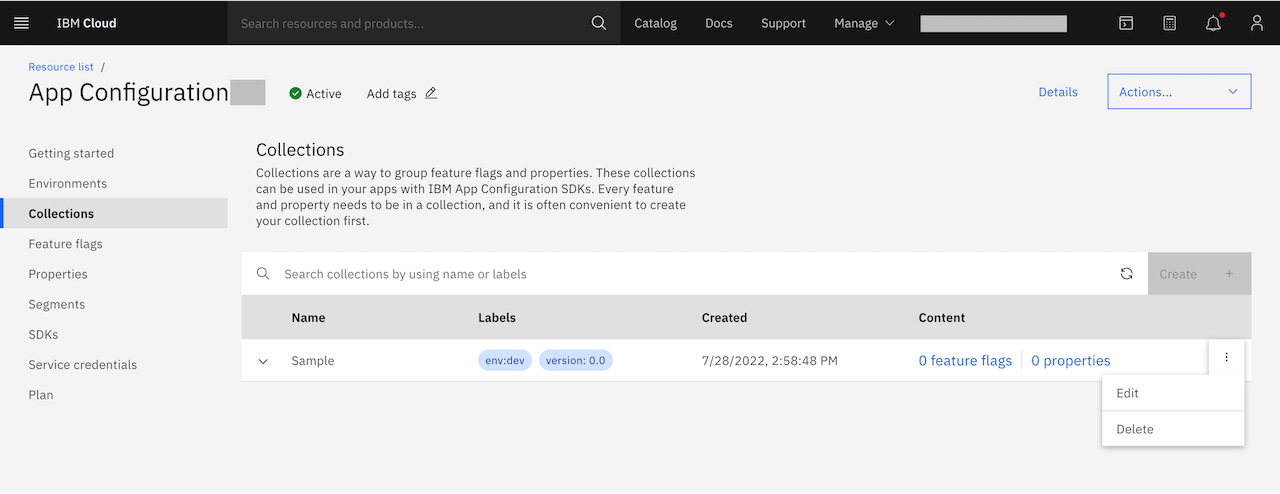 IBM Cloud
Search resources and products...
Catalog
Docs
Support
Manage
Resource list /
App Configuration
Active
Add tags
Details
Actions...
Getting started
Environments
Collections
Feature flags
Properties
Segments
SDKs
Service credentials
Plan
Collections
Collections are a way to group feature flags and properties. These collections
can be used in your apps with IBM App Configuration SDKs. Every feature
and property needs to be in a collection, and it is often convenient to create
your collection first.
Search collections by using name or labels
Create +
Name Labels Created Content
Sample env:dev version: 0.0 7/28/2022, 2:58:48 PM 0 feature flags 0 properties
Edit
Delete